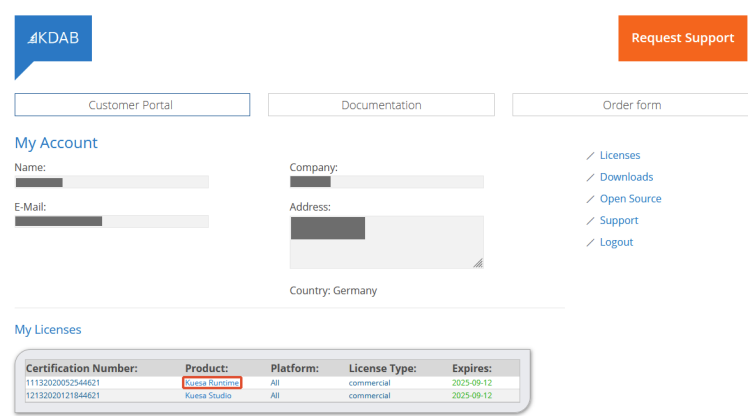 KDAB
Request Support
Customer Portal
Documentation
Order form
My Account
Name:
Company:
E-Mail:
Address:
Country: Germany
Licenses
Downloads
Open Source
Support
Logout
My Licenses
Certification Number: Product: Platform: License Type: Expires:
11132020052544621 Kuesa Runtime All commercial 2025-09-12
12132020121844621 Kuesa Studio All commercial 2025-09-12